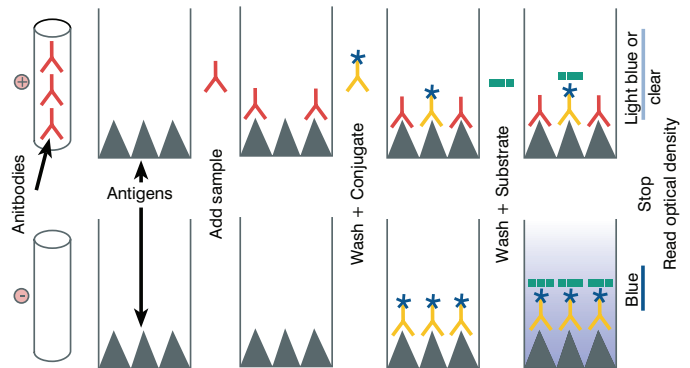 +
Anitbodies
Antigens
Add sample
Wash + Conjugate
Wash + Substrate
Light blue or
clear
Stop
Read optical density
-
Blue